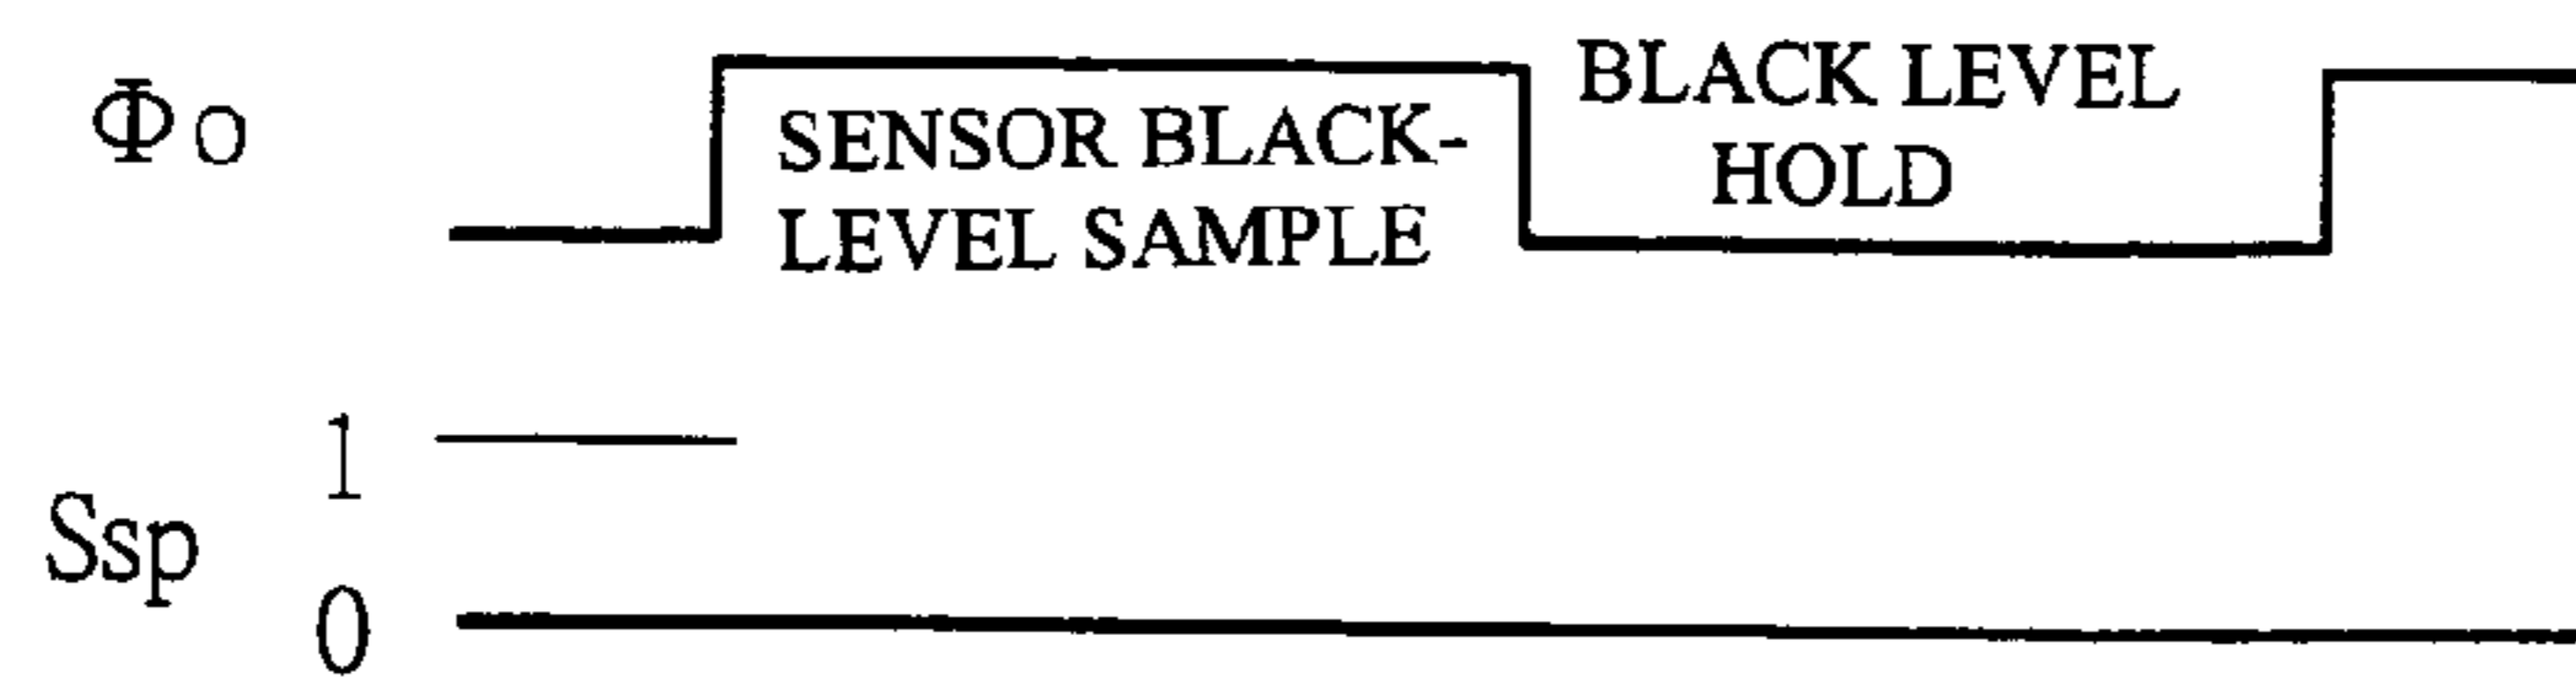 Φo
SENSOR BLACK-
LEVEL SAMPLE
BLACK LEVEL
HOLD
1
Ssp
0